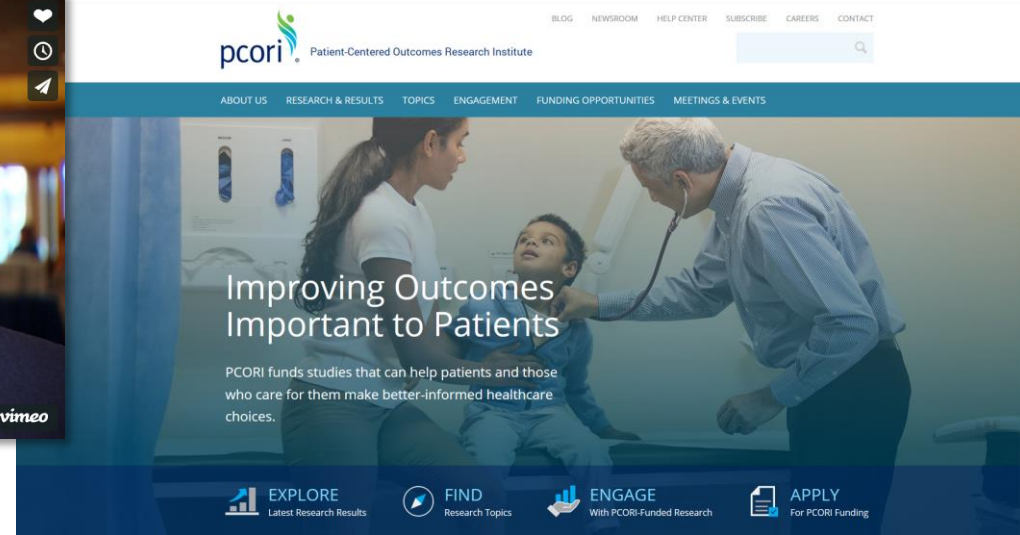 BLOG NEWSROOM HELP CENTER SUBSCRIBE CAREERS CONTACT
pcori Patient-Centered Outcomes Research Institute
ABOUT US RESEARCH & RESULTS TOPICS ENGAGEMENT FUNDING OPPORTUNITIES MEETINGS & EVENTS
Improving Outcomes
Important to Patients
PCORI funds studies that can help patients and those
who care for them make better-informed healthcare
choices.
vimeo
EXPLORE FIND ENGAGE APPLY
Latest Research Results Research Topics With PCORI-Funded Research For PCORI Funding